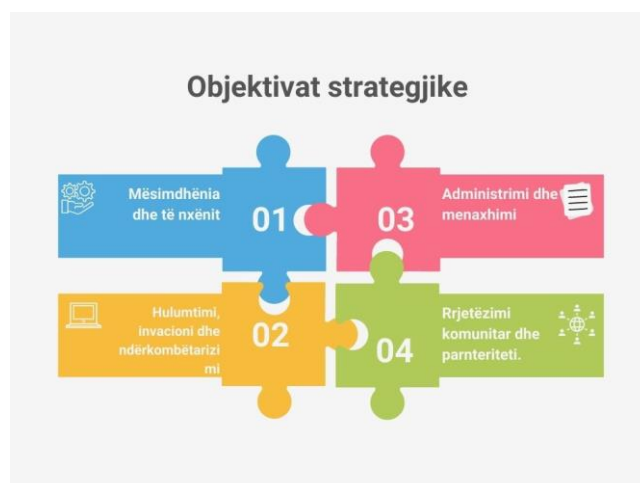 Objektivat strategjike
Mësimdhënia
dhe të nxënit
01
Hulumtimi,
invacioni dhe
ndërkombëtarizi
mi
02
03
Administrimi dhe
menaxhimi
04
Rrjetëzimi
komunitar dhe
parnteriteti.